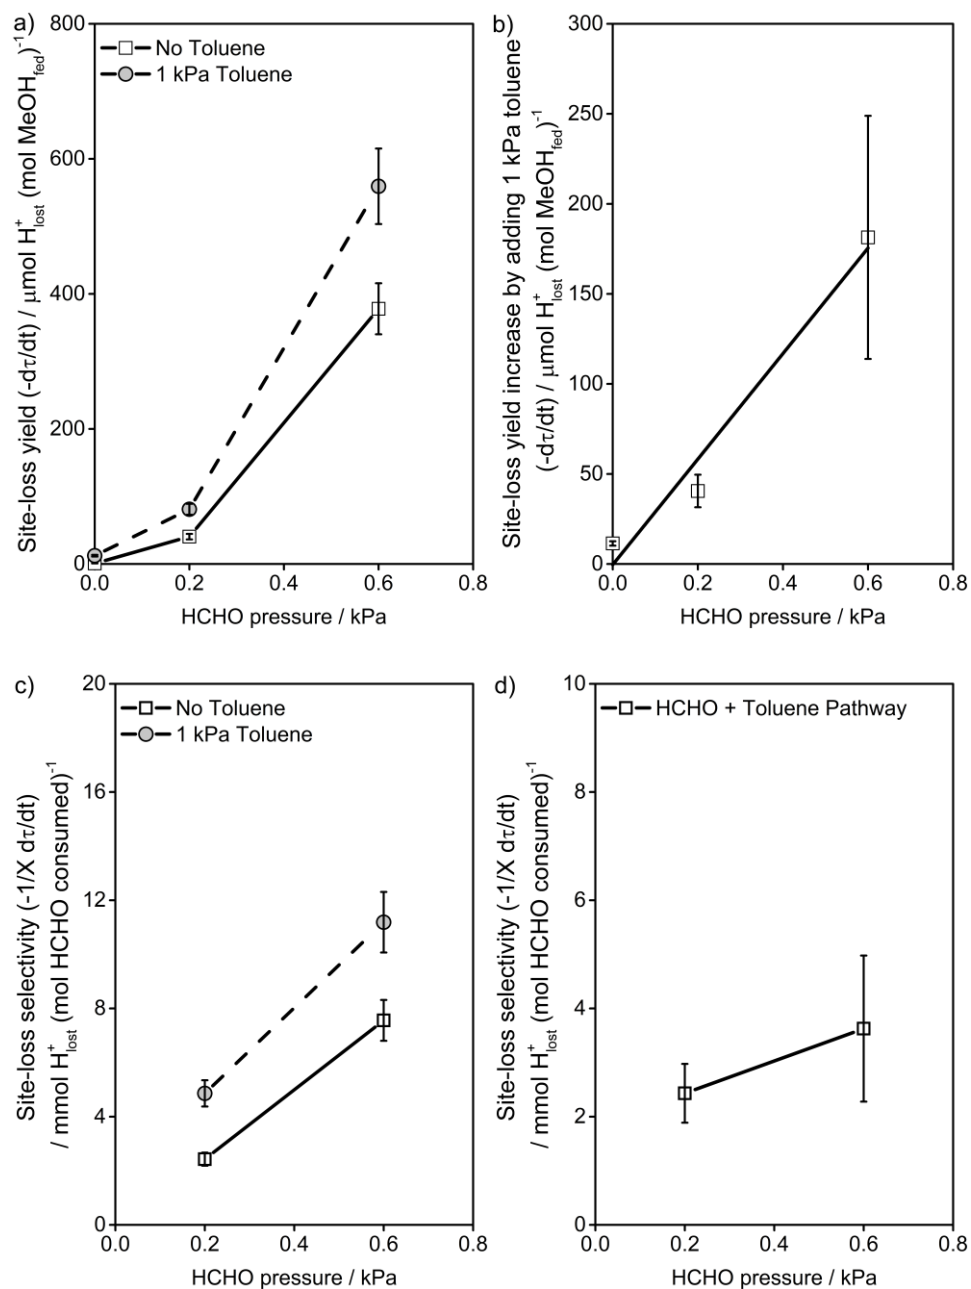 a)
800
600
400
200
0
No Toluene
1 kPa Toluene
Site-loss yield (-dτ/dt) / μmol H⁺lost (mol MeOHfed)⁻¹
0.0 0.2 0.4 0.6 0.8
HCHO pressure / kPa
b)
300
250
200
150
100
50
0
Site-loss yield increase by adding 1 kPa toluene
(-dτ/dt) / μmol H⁺lost (mol MeOHfed)⁻¹
0.0 0.2 0.4 0.6 0.8
HCHO pressure / kPa
c)
20
16
12
8
4
0
No Toluene
1 kPa Toluene
Site-loss selectivity (-1/X dτ/dt)
/ mmol H⁺lost (mol HCHO consumed)⁻¹
0.0 0.2 0.4 0.6 0.8
HCHO pressure / kPa
d)
10
8
6
4
2
0
HCHO + Toluene Pathway
Site-loss selectivity (-1/X dτ/dt)
/ mmol H⁺lost (mol HCHO consumed)⁻¹
0.0 0.2 0.4 0.6 0.8
HCHO pressure / kPa